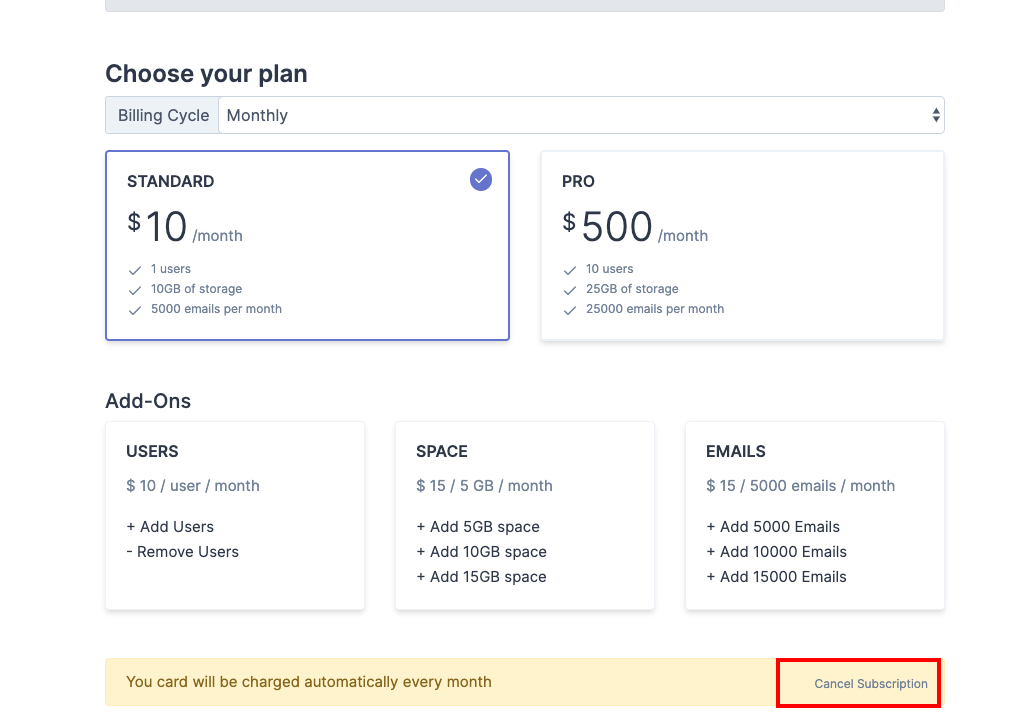 Choose your plan
Billing Cycle Monthly
STANDARD
$ 10 /month
1 users
10GB of storage
5000 emails per month
PRO
$ 500 /month
10 users
25GB of storage
25000 emails per month
Add-Ons
USERS
$ 10 / user / month
+ Add Users
- Remove Users
SPACE
$ 15 / 5 GB / month
+ Add 5GB space
+ Add 10GB space
+ Add 15GB space
EMAILS
$ 15 / 5000 emails / month
+ Add 5000 Emails
+ Add 10000 Emails
+ Add 15000 Emails
You card will be charged automatically every month
Cancel Subscription